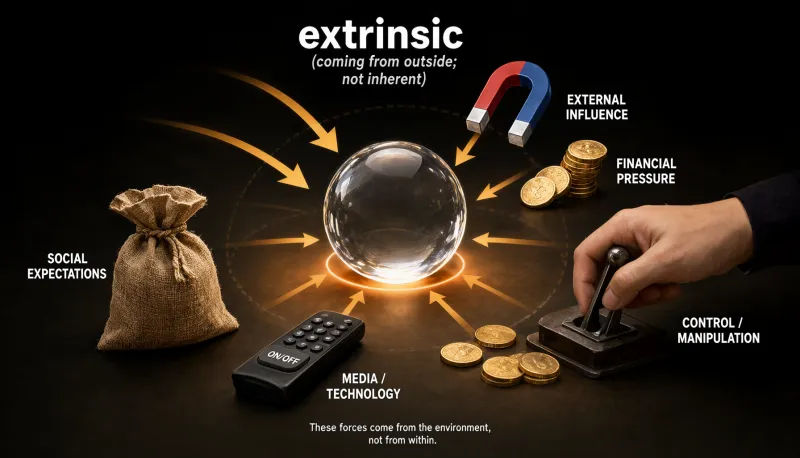 extrinsic
(coming from outside;
not inherent)
EXTERNAL
INFLUENCE
FINANCIAL
PRESSURE
SOCIAL
EXPECTATIONS
CONTROL /
MANIPULATION
ON/OFF
MEDIA /
TECHNOLOGY
These forces come from the environment,
not from within.